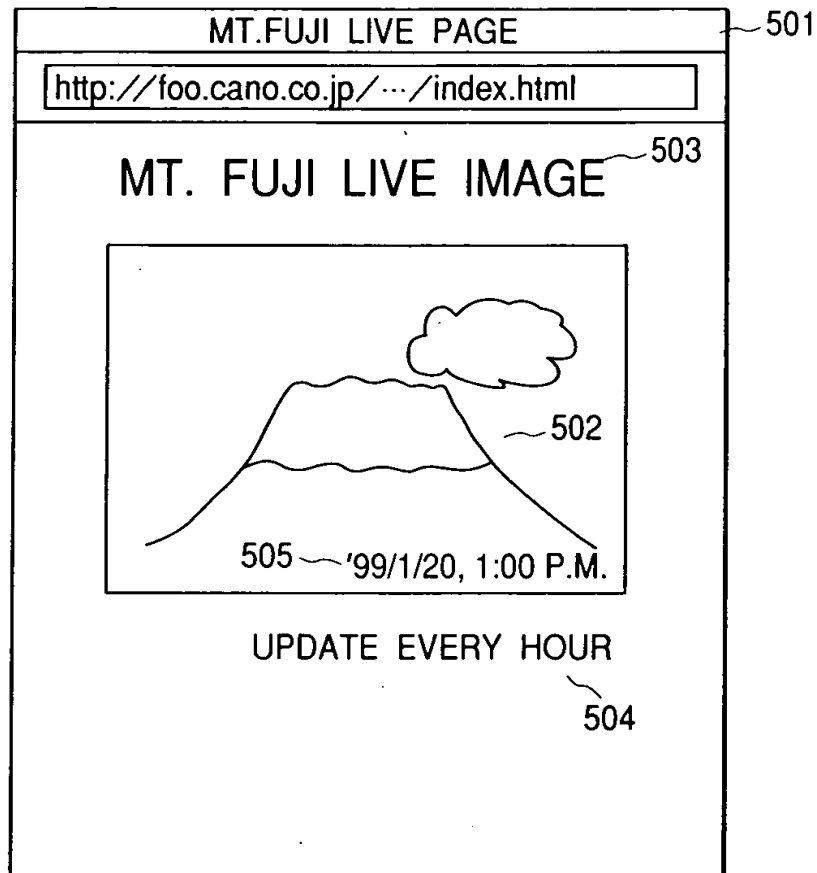 MT.FUJI LIVE PAGE
501
http://foo.cano.co.jp/···/index.html
503
MT. FUJI LIVE IMAGE
502
505
'99/1/20, 1:00 P.M.
UPDATE EVERY HOUR
504